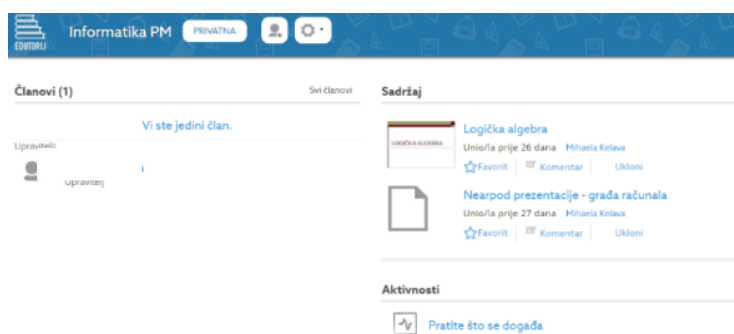 EDUTORIJ
Informatika PM
PRIVATNA
Članovi (1)
Svi članovi
Vi ste jedini član.
Upravitelji
Upravitelj
Sadržaj
LOGIČKA ALGEBRA
Logička algebra
Unio/la prije 26 dana Mihaela Kelava
Favorit Komentar Ukloni
Nearpod prezentacije - građa računala
Unio/la prije 27 dana Mihaela Kelava
Favorit Komentar Ukloni
Aktivnosti
Pratite što se događa